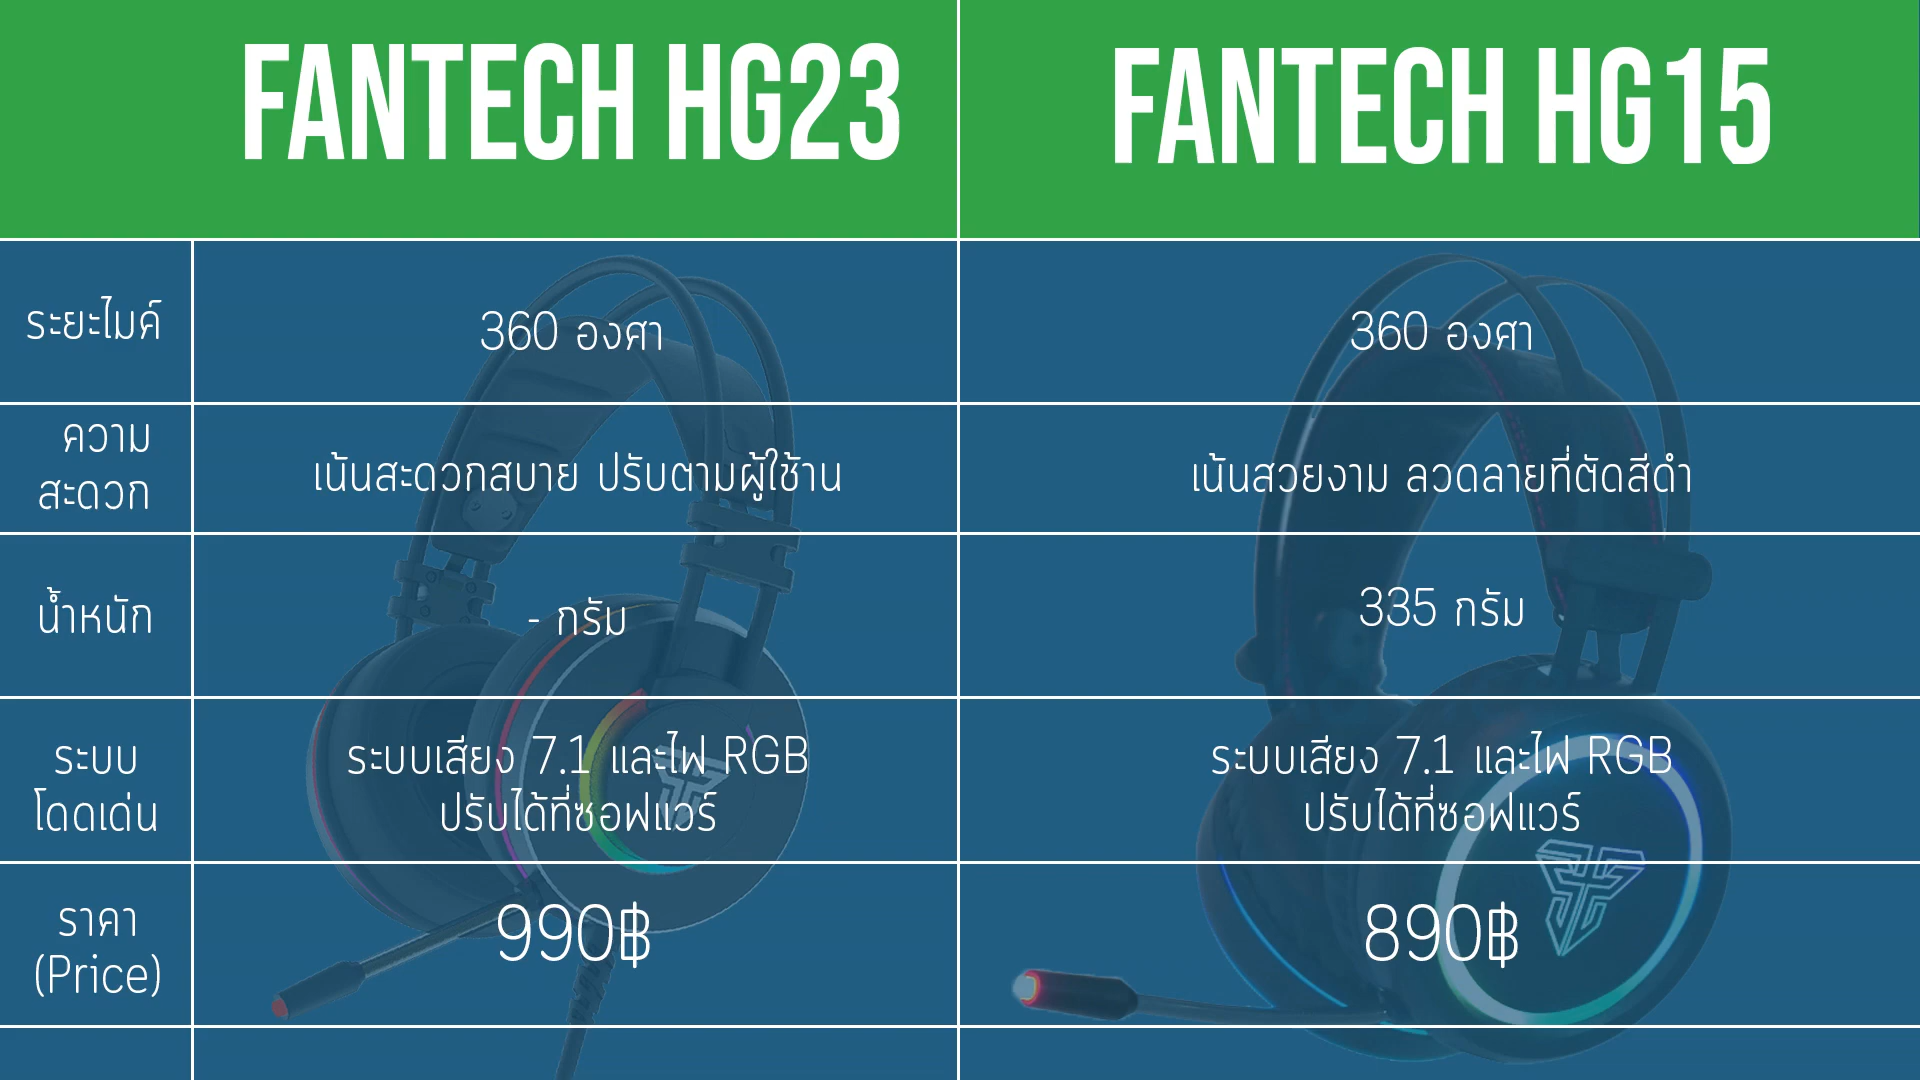 FANTECH HG23
FANTECH HG15
ระยะไมค์
360 องศา
360 องศา
ความ
สะดวก
เน้นสะดวกสบาย ปรับตามผู้ใช้าน
เน้นสวยงาม ลวดลายที่ตัดสีดำ
น้ำหนัก
- กรัม
335 กรัม
ระบบ
โดดเด่น
ระบบเสียง 7.1 และไฟ RGB
ปรับได้ที่ซอฟแวร์
ระบบเสียง 7.1 และไฟ RGB
ปรับได้ที่ซอฟแวร์
ราคา
(Price)
990฿
890฿